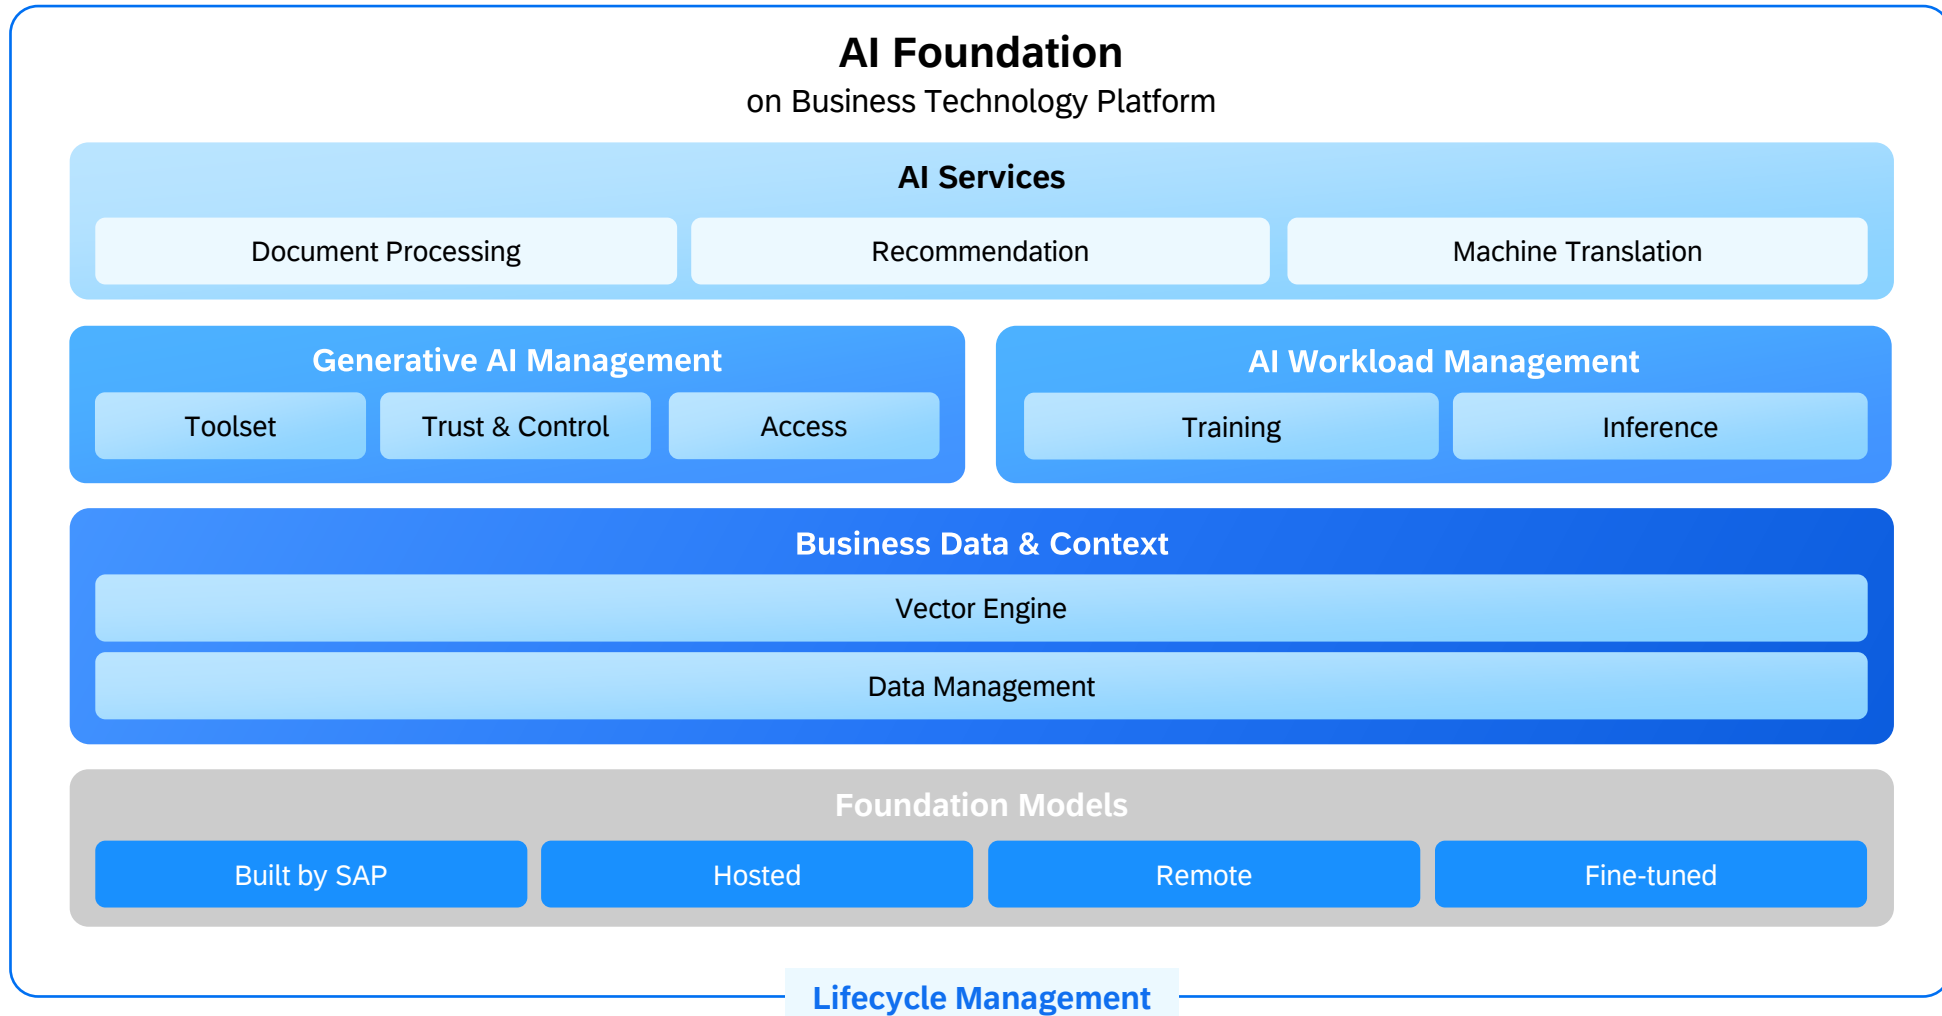 AI Foundation
on Business Technology Platform
AI Services
Document Processing
Recommendation
Machine Translation
Generative AI Management
Toolset
Trust & Control
Access
AI Workload Management
Training
Inference
Business Data & Context
Vector Engine
Data Management
Foundation Models
Built by SAP
Hosted
Remote
Fine-tuned
Lifecycle Management